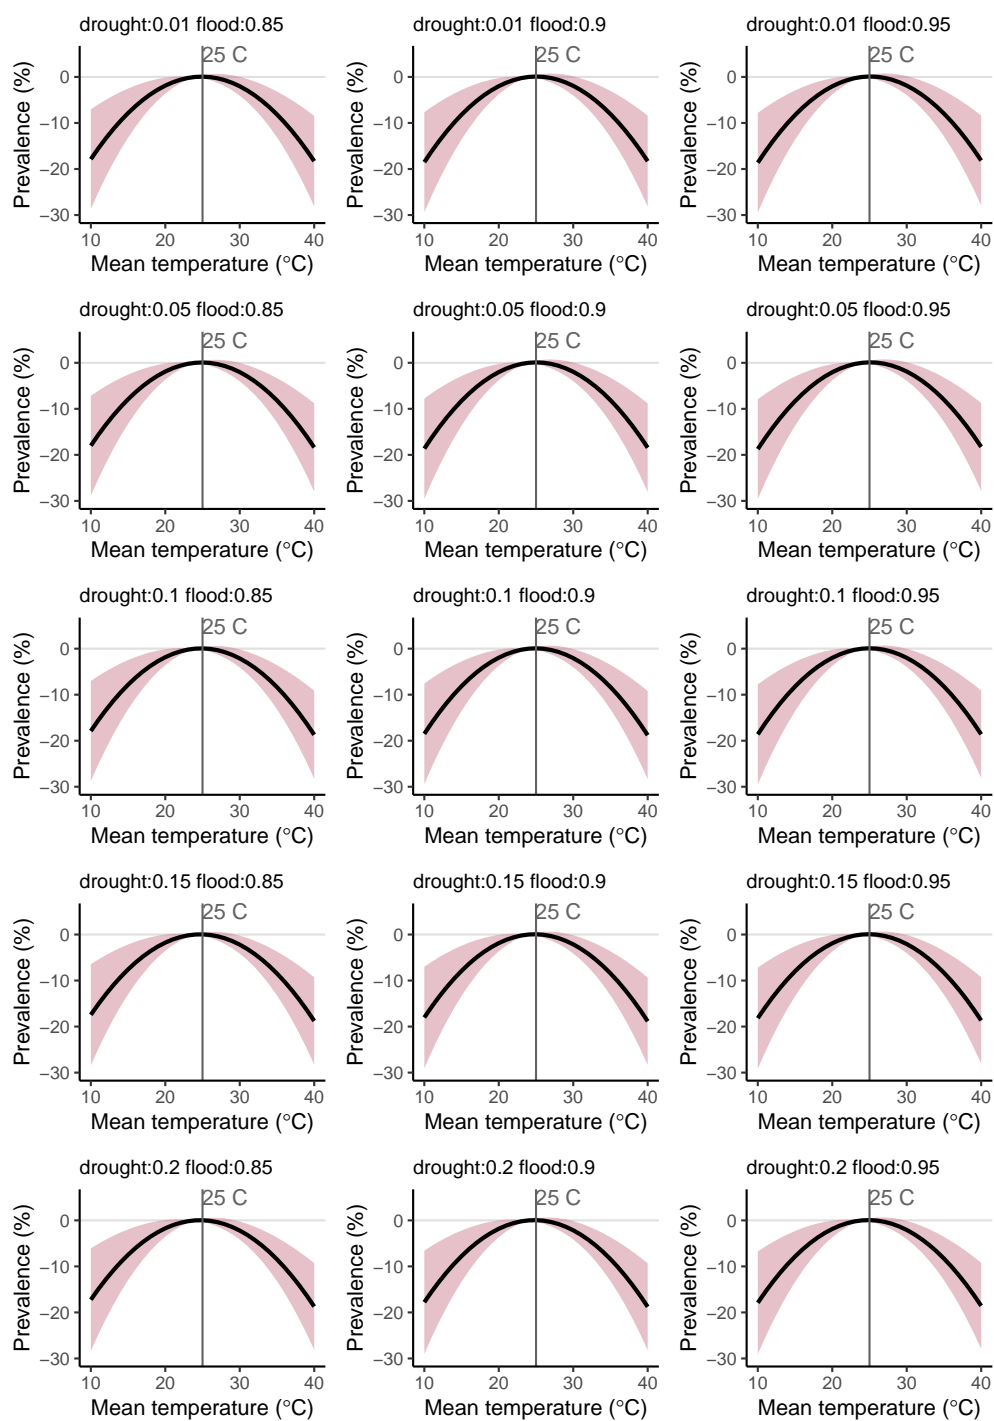 drought:0.01 flood:0.85 drought:0.01 flood:0.9 drought:0.01 flood:0.95
25 C 25 C 25 C
Prevalence (%) Prevalence (%) Prevalence (%)
0 0 0
−10 −10 −10
−20 −20 −20
−30 −30 −30
10 20 30 40 10 20 30 40 10 20 30 40
Mean temperature (°C) Mean temperature (°C) Mean temperature (°C)
drought:0.05 flood:0.85 drought:0.05 flood:0.9 drought:0.05 flood:0.95
25 C 25 C 25 C
Prevalence (%) Prevalence (%) Prevalence (%)
0 0 0
−10 −10 −10
−20 −20 −20
−30 −30 −30
10 20 30 40 10 20 30 40 10 20 30 40
Mean temperature (°C) Mean temperature (°C) Mean temperature (°C)
drought:0.1 flood:0.85 drought:0.1 flood:0.9 drought:0.1 flood:0.95
25 C 25 C 25 C
Prevalence (%) Prevalence (%) Prevalence (%)
0 0 0
−10 −10 −10
−20 −20 −20
−30 −30 −30
10 20 30 40 10 20 30 40 10 20 30 40
Mean temperature (°C) Mean temperature (°C) Mean temperature (°C)
drought:0.15 flood:0.85 drought:0.15 flood:0.9 drought:0.15 flood:0.95
25 C 25 C 25 C
Prevalence (%) Prevalence (%) Prevalence (%)
0 0 0
−10 −10 −10
−20 −20 −20
−30 −30 −30
10 20 30 40 10 20 30 40 10 20 30 40
Mean temperature (°C) Mean temperature (°C) Mean temperature (°C)
drought:0.2 flood:0.85 drought:0.2 flood:0.9 drought:0.2 flood:0.95
25 C 25 C 25 C
Prevalence (%) Prevalence (%) Prevalence (%)
0 0 0
−10 −10 −10
−20 −20 −20
−30 −30 −30
10 20 30 40 10 20 30 40 10 20 30 40
Mean temperature (°C) Mean temperature (°C) Mean temperature (°C)